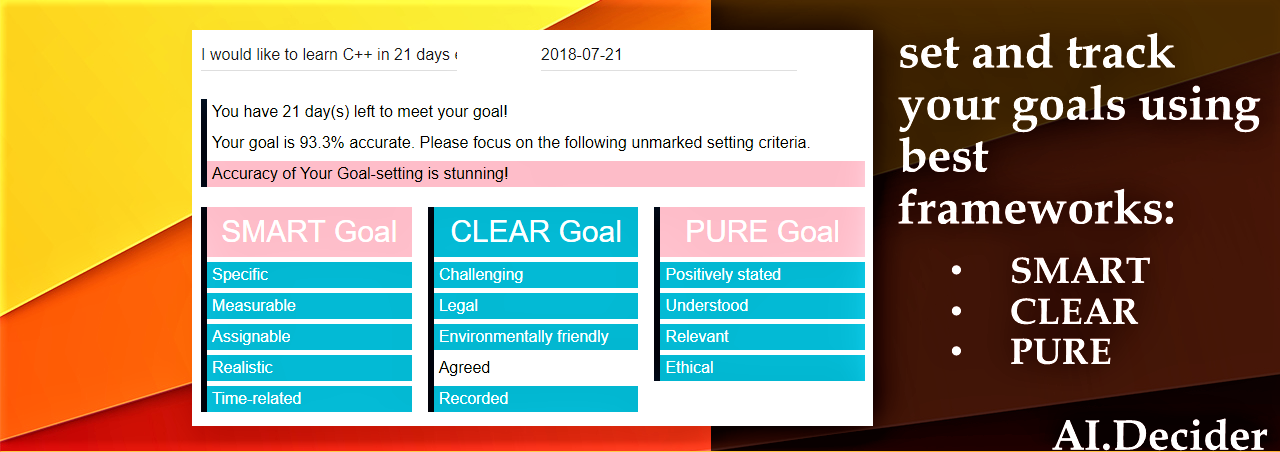 I would like to learn C++ in 21 days
2018-07-21
You have 21 day(s) left to meet your goal!
Your goal is 93.3% accurate. Please focus on the following unmarked setting criteria.
Accuracy of Your Goal-setting is stunning!
SMART Goal
Specific
Measurable
Assignable
Realistic
Time-related
CLEAR Goal
Challenging
Legal
Environmentally friendly
Agreed
Recorded
PURE Goal
Positively stated
Understood
Relevant
Ethical
set and track
your goals using
best
frameworks:
• SMART
• CLEAR
• PURE
AI.Decider